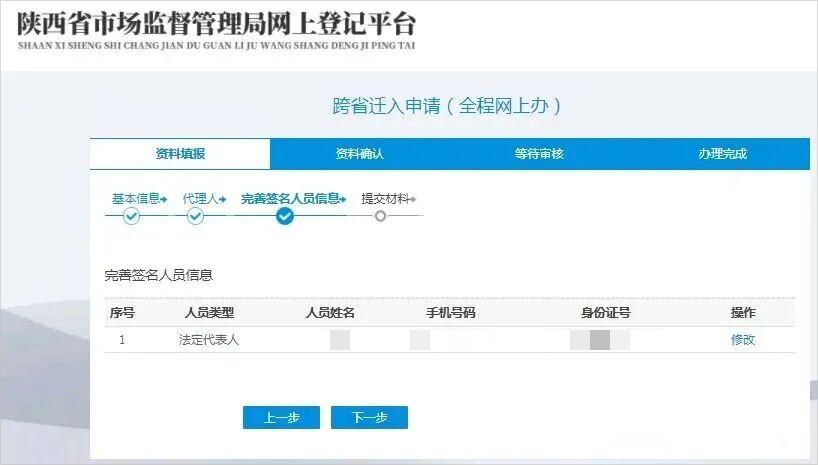 陕西省市场监督管理局网上登记平台
SHAAN XI SHENG SHI CHANG JIAN DU GUAN LI JU WANG SHANG DENG JI PING TAI
跨省迁入申请（全程网上办）
资料填报 资料确认 等待审核 办理完成
基本信息 代理人 完善签名人员信息 提交材料
完善签名人员信息
序号 人员类型 人员姓名 手机号码 身份证号 操作
1 法定代表人 修改
上一步 下一步